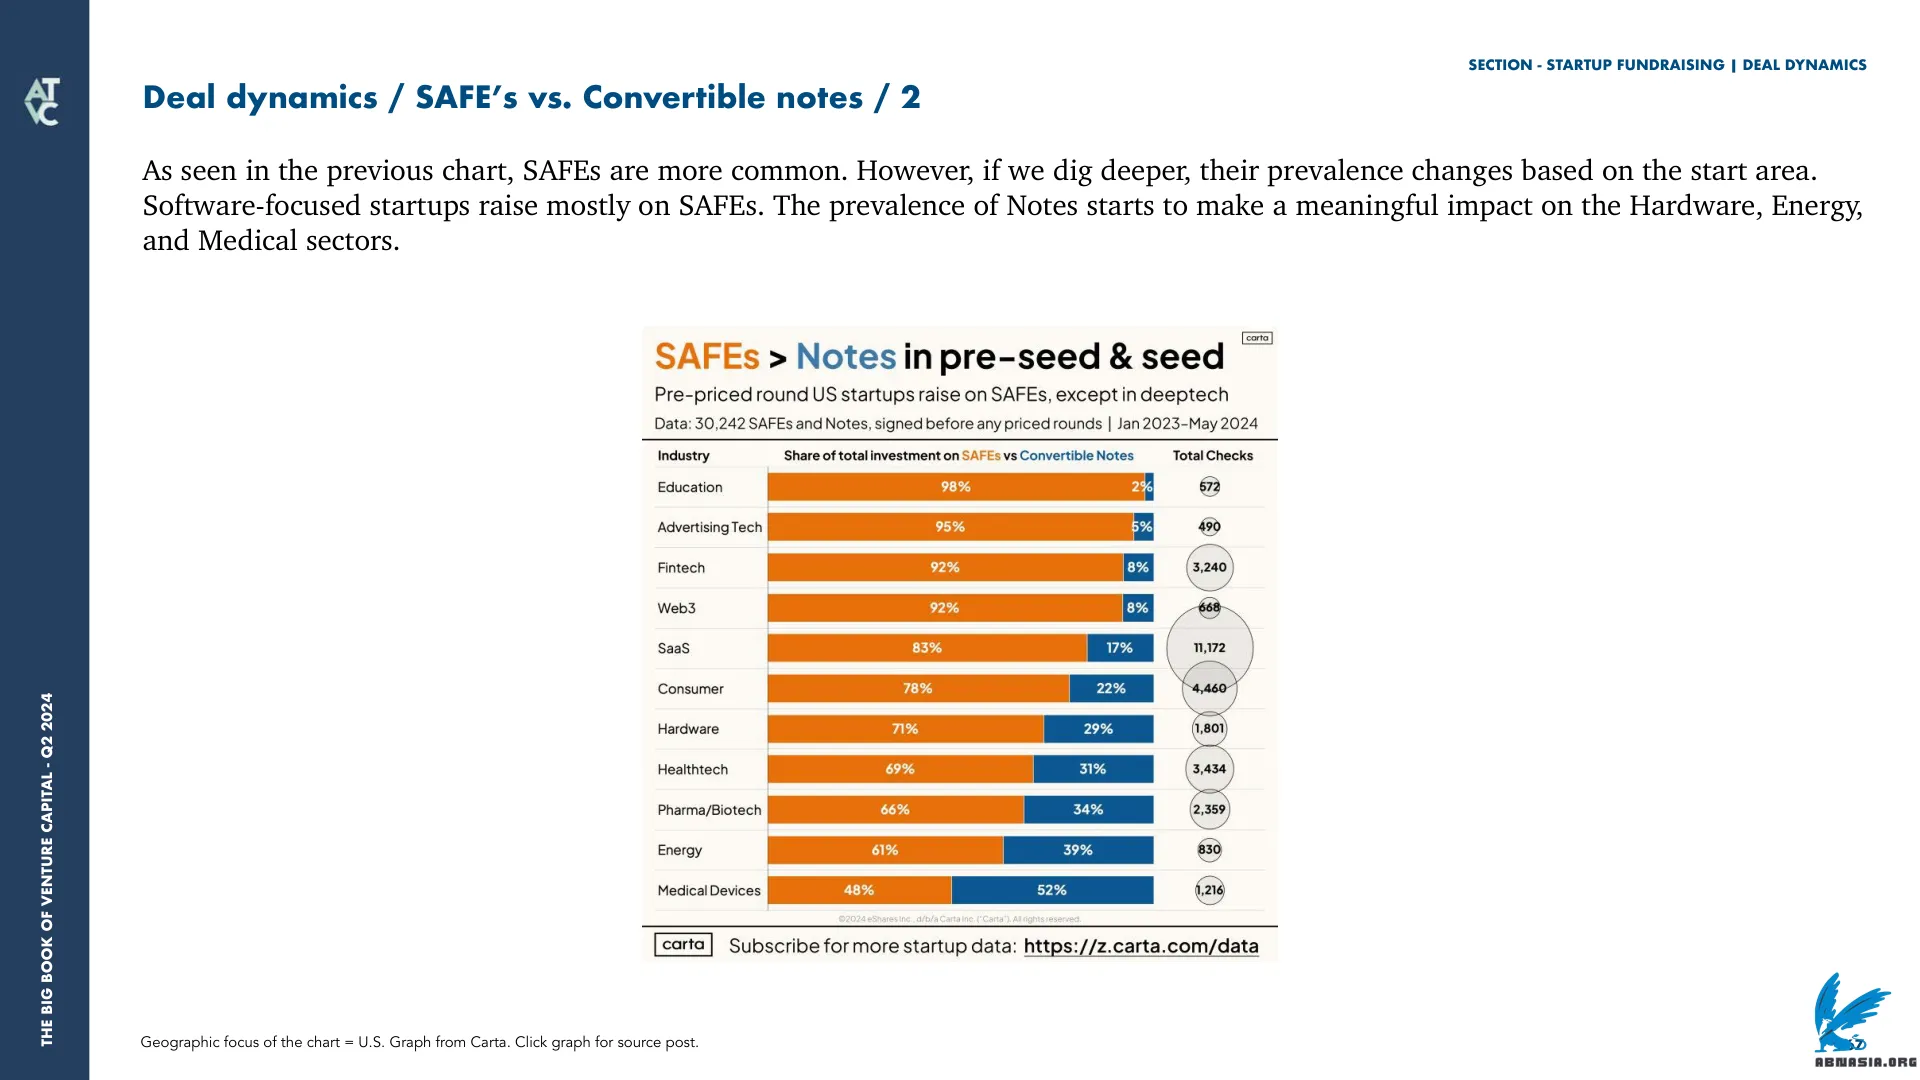 SECTION - STARTUP FUNDRAISING | DEAL DYNAMICS
ATVC
Deal dynamics / SAFE’s vs. Convertible notes / 2
As seen in the previous chart, SAFEs are more common. However, if we dig deeper, their prevalence changes based on the start area.
Software-focused startups raise mostly on SAFEs. The prevalence of Notes starts to make a meaningful impact on the Hardware, Energy,
and Medical sectors.
carta
SAFEs > Notes in pre-seed & seed
Pre-priced round US startups raise on SAFEs, except in deeptech
Data: 30,242 SAFEs and Notes, signed before any priced rounds | Jan 2023–May 2024
Industry Share of total investment on SAFEs vs Convertible Notes Total Checks
Education 98% 2% 572
Advertising Tech 95% 5% 490
Fintech 92% 8% 3,240
Web3 92% 8% 668
SaaS 83% 17% 11,172
Consumer 78% 22% 4,460
Hardware 71% 29% 1,801
Healthtech 69% 31% 3,434
Pharma/Biotech 66% 34% 2,359
Energy 61% 39% 830
Medical Devices 48% 52% 1,216
©2024 eShares Inc., d/b/a Carta Inc. ("Carta"). All rights reserved.
carta Subscribe for more startup data: https://z.carta.com/data
THE BIG BOOK OF VENTURE CAPITAL - Q2 2024
Geographic focus of the chart = U.S. Graph from Carta. Click graph for source post.
ABNASIA.ORG